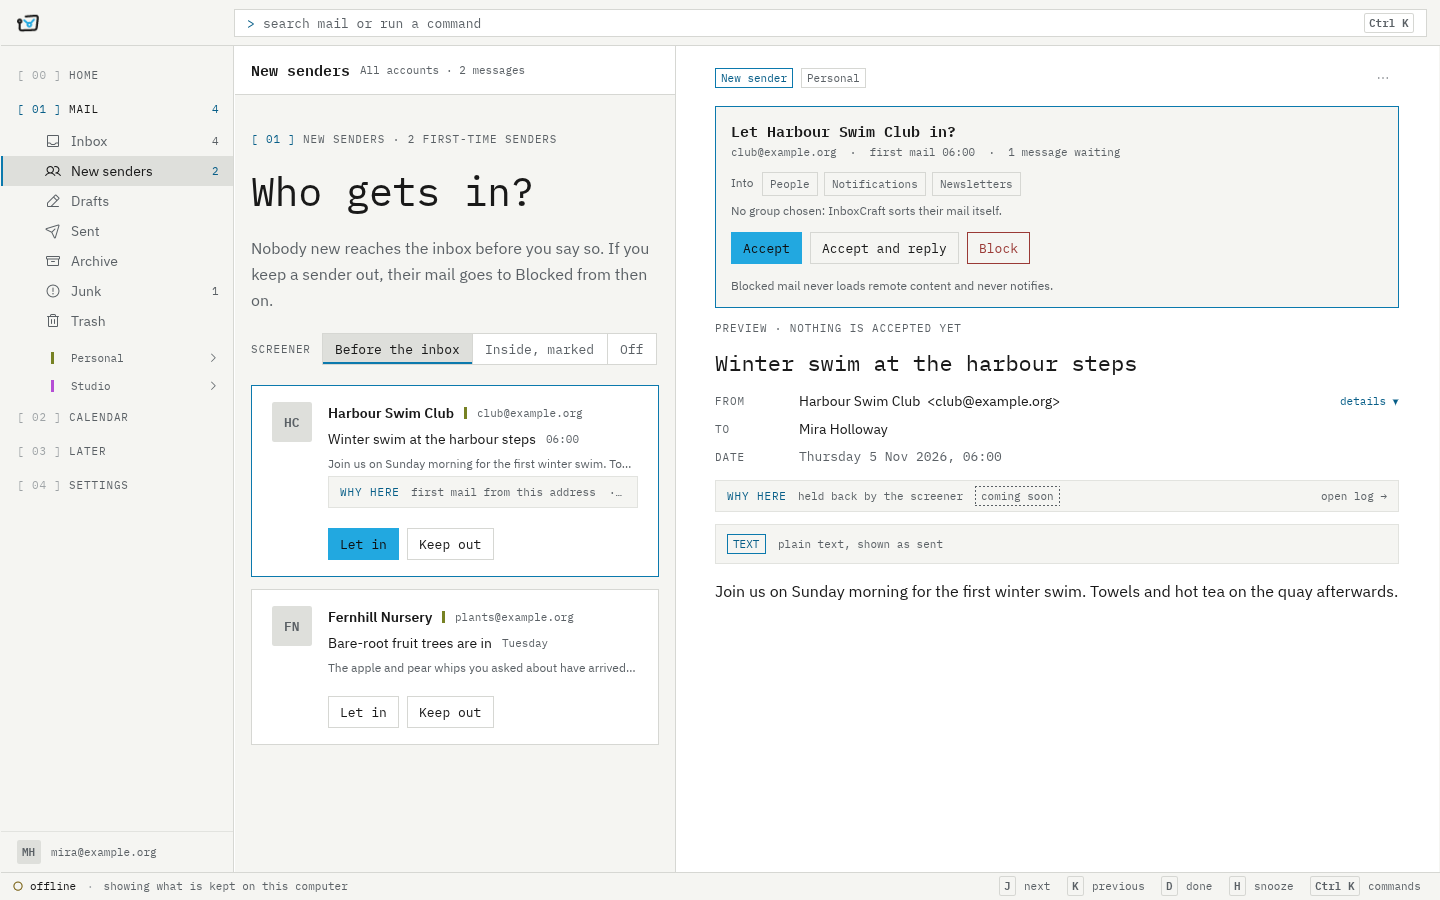 > search mail or run a command Ctrl K
[ 00 ] HOME
[ 01 ] MAIL 4
Inbox 4
New senders 2
Drafts
Sent
Archive
Junk 1
Trash
Personal
Studio
[ 02 ] CALENDAR
[ 03 ] LATER
[ 04 ] SETTINGS
MH mira@example.org
New senders All accounts · 2 messages
[ 01 ] NEW SENDERS · 2 FIRST-TIME SENDERS
Who gets in?
Nobody new reaches the inbox before you say so. If you
keep a sender out, their mail goes to Blocked from then
on.
SCREENER Before the inbox Inside, marked Off
HC Harbour Swim Club club@example.org
Winter swim at the harbour steps 06:00
Join us on Sunday morning for the first winter swim. To…
WHY HERE first mail from this address ·…
Let in Keep out
FN Fernhill Nursery plants@example.org
Bare-root fruit trees are in Tuesday
The apple and pear whips you asked about have arrived…
Let in Keep out
New sender Personal ···
Let Harbour Swim Club in?
club@example.org · first mail 06:00 · 1 message waiting
Into People Notifications Newsletters
No group chosen: InboxCraft sorts their mail itself.
Accept Accept and reply Block
Blocked mail never loads remote content and never notifies.
PREVIEW · NOTHING IS ACCEPTED YET
Winter swim at the harbour steps
FROM Harbour Swim Club <club@example.org> details ▾
TO Mira Holloway
DATE Thursday 5 Nov 2026, 06:00
WHY HERE held back by the screener coming soon open log →
TEXT plain text, shown as sent
Join us on Sunday morning for the first winter swim. Towels and hot tea on the quay afterwards.
offline · showing what is kept on this computer
J next K previous D done H snooze Ctrl K commands